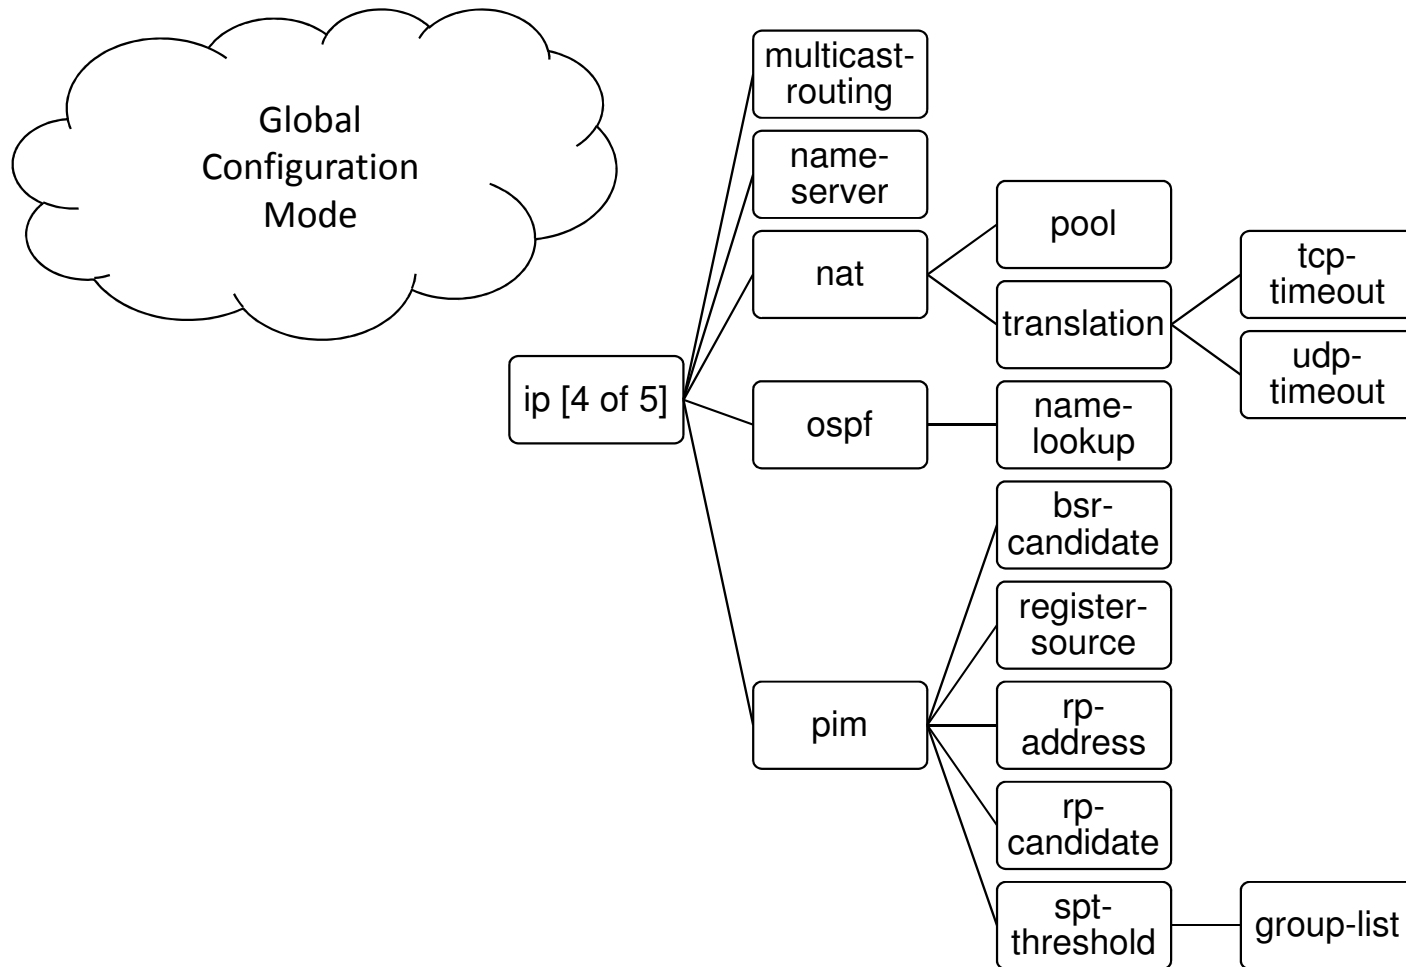 Global
Configuration
Mode
ip [4 of 5]
multicast-
routing
name-
server
nat
pool
translation
tcp-
timeout
udp-
timeout
ospf
name-
lookup
pim
bsr-
candidate
register-
source
rp-
address
rp-
candidate
spt-
threshold
group-list